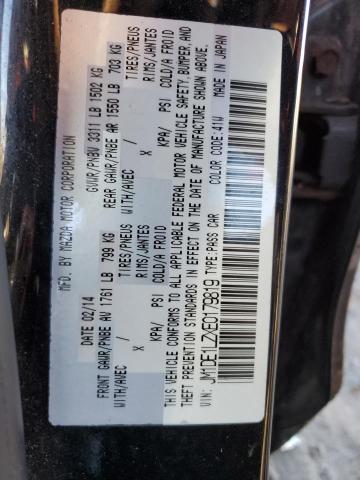 MFD. BY MAZDA MOTOR CORPORATION
DATE 02/14 GVWR/PNBV 3311 LB 1502 KG
FRONT GAWR/PNBE AV 1761 LB 799 KG REAR GAWR/PNBE AR 1550 LB 703 KG
WITH/AVEC TIRES/PNEUS WITH/AVEC TIRES/PNEUS
X RIMS/JANTES X RIMS/JANTES
KPA/ PSI COLD/A FROID KPA/ PSI COLD/A FROID
THIS VEHICLE CONFORMS TO ALL APPLICABLE FEDERAL MOTOR VEHICLE SAFETY, BUMPER, AND
THEFT PREVENTION STANDARDS IN EFFECT ON THE DATE OF MANUFACTURE SHOWN ABOVE.
VIN: JM1DE1LZXE0179819 TYPE: PASS CAR COLOR CODE: 41W MADE IN JAPAN